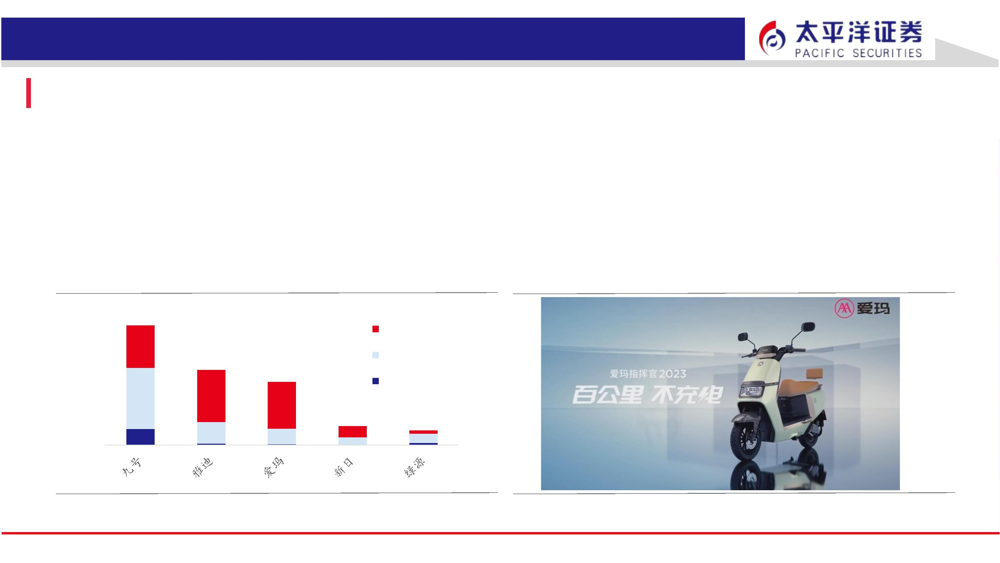 太平洋证券
PACIFIC SECURITIES
九号
雅迪
爱玛
新日
绿源
爱玛
爱玛指挥官2023
百公里 不充电